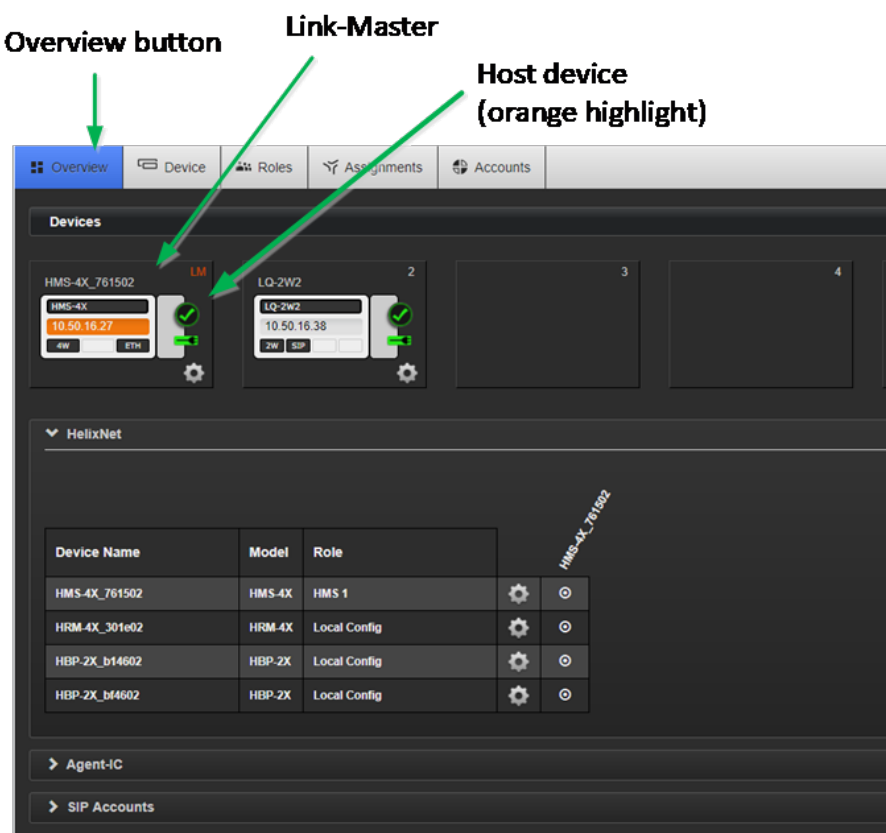 Link-Master
Overview button
Host device
(orange highlight)
Overview Device Roles Assignments Accounts
Devices
LM 2 3 4
HMS-4X_761502 LQ-2W2
HMS-4X LQ-2W2
10.50.16.27 10.50.16.38
4W ETH 2W SIP
HelixNet
HMS-4X_761502
Device Name Model Role
HMS-4X_761502 HMS-4X HMS 1
HRM-4X_301e02 HRM-4X Local Config
HBP-2X_b14602 HBP-2X Local Config
HBP-2X_bf4602 HBP-2X Local Config
Agent-IC
SIP Accounts